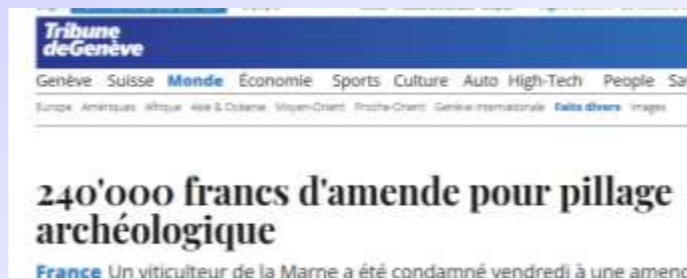 Tribune
deGenève
Genève Suisse Monde Économie Sports Culture Auto High-Tech People
Europe Amériques Afrique Asie & Océanie Moyen-Orient Proche-Orient Genève internationale Faits divers Images
240'000 francs d'amende pour pillage
archéologique
France Un viticulteur de la Marne a été condamné vendredi à une